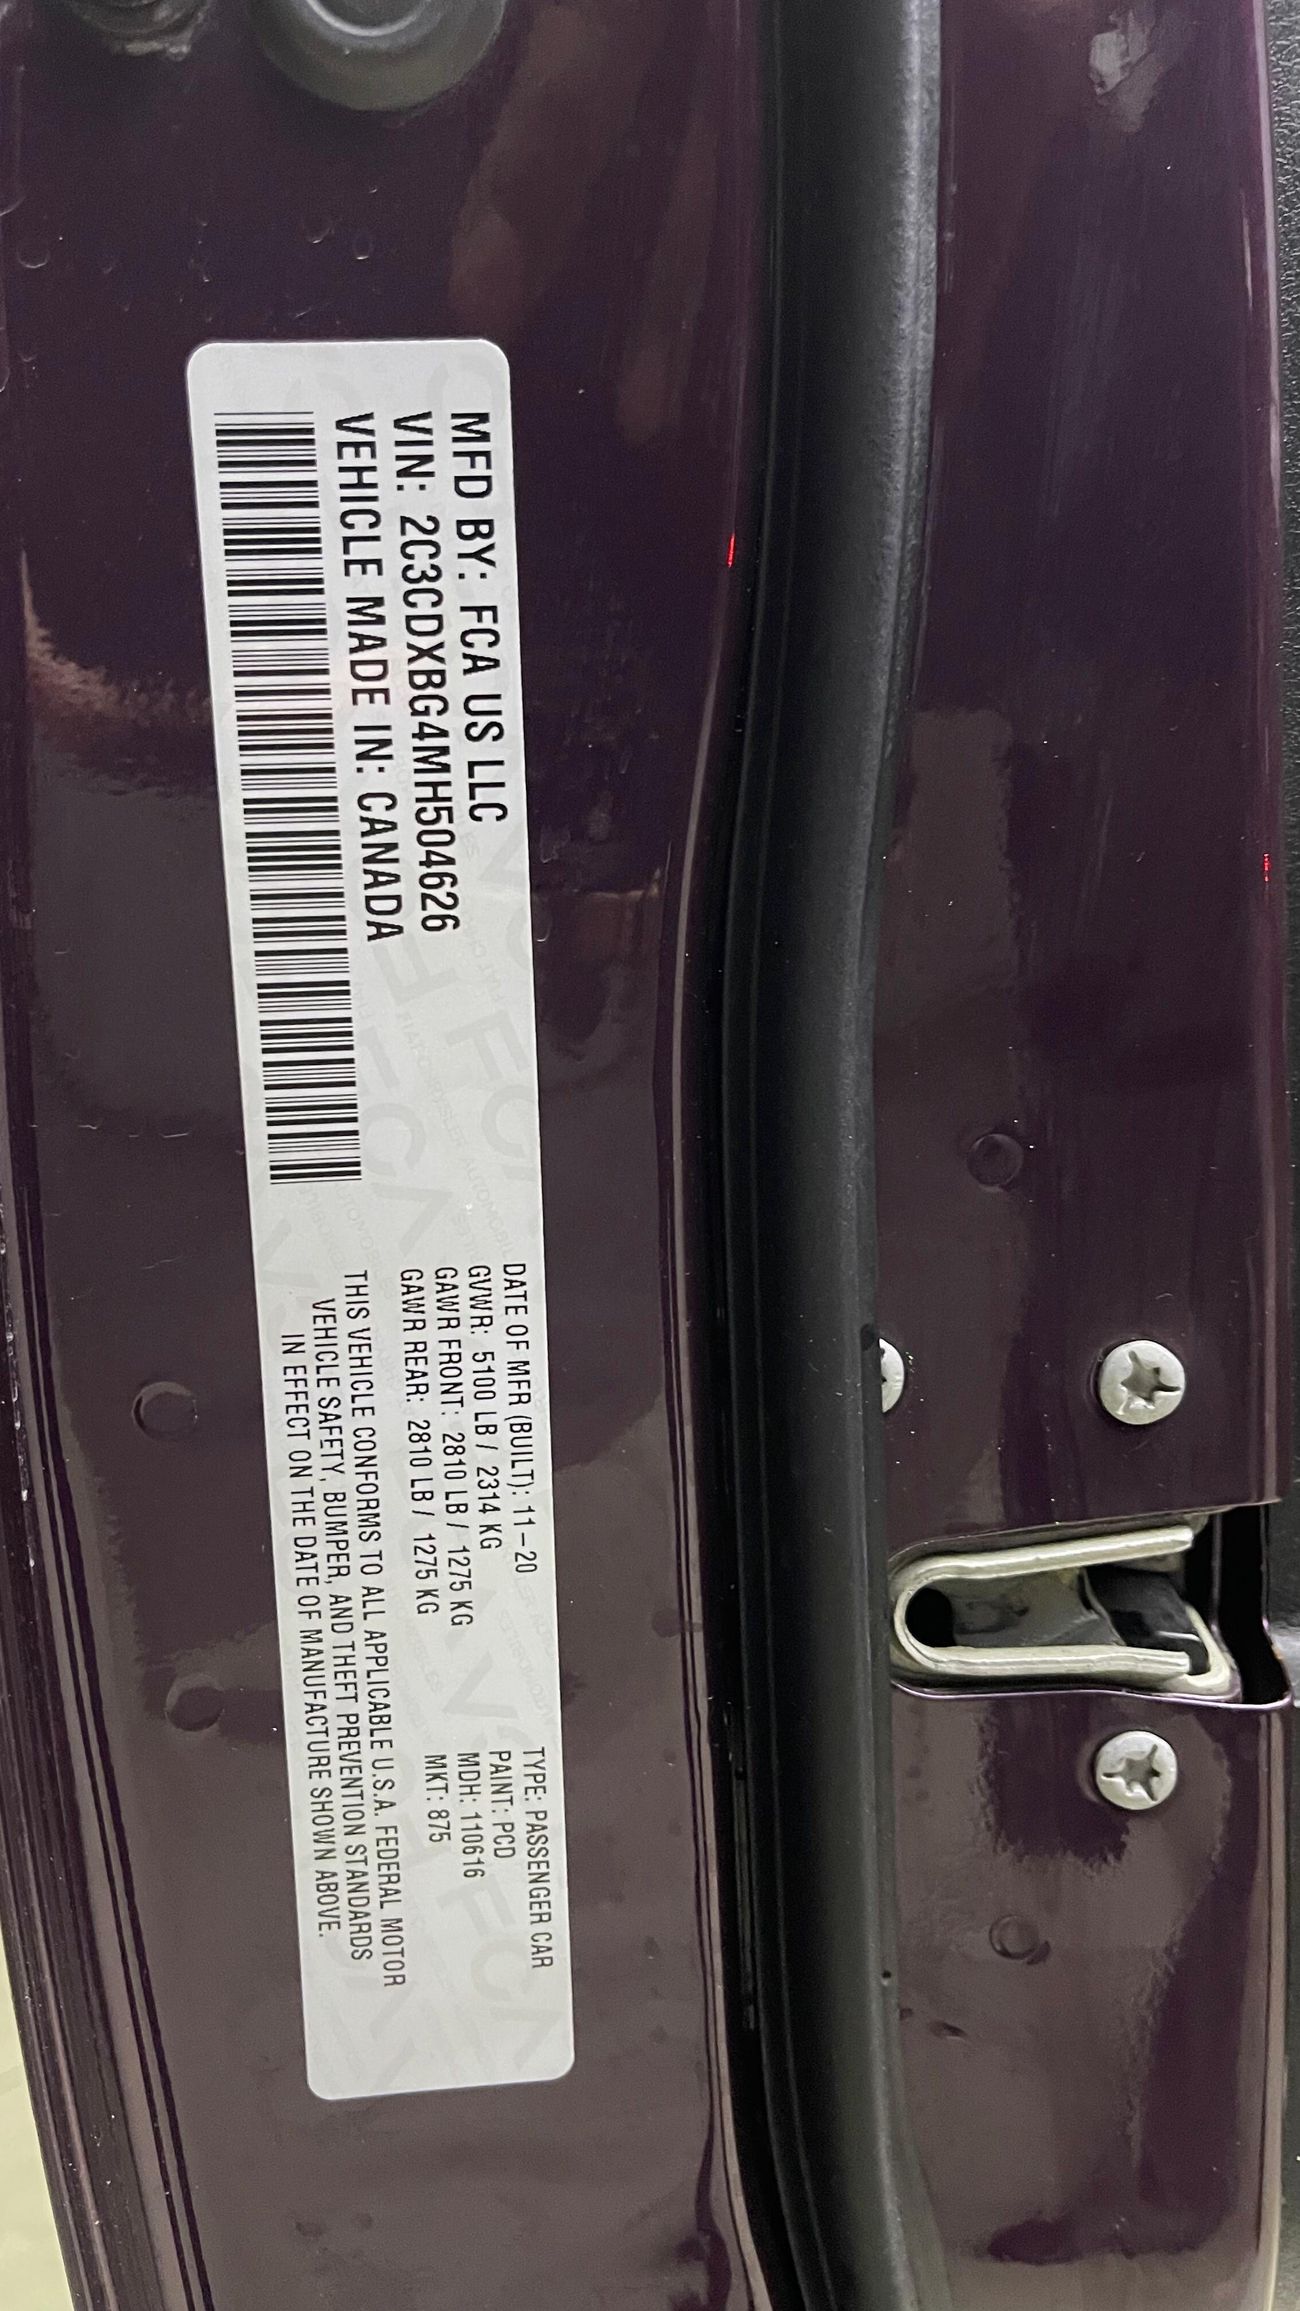 MFD BY: FCA US LLC
VIN: 2C3CDXBG4MH504626
VEHICLE MADE IN: CANADA
DATE OF MFR (BUILT): 11-20
GVWR: 5100 LB / 2314 KG
GAWR FRONT: 2810 LB / 1275 KG
GAWR REAR: 2810 LB / 1275 KG
TYPE: PASSENGER CAR
PAINT: PCD
MDH: 110616
MKT: 875
THIS VEHICLE CONFORMS TO ALL APPLICABLE U.S.A. FEDERAL MOTOR
VEHICLE SAFETY, BUMPER, AND THEFT PREVENTION STANDARDS
IN EFFECT ON THE DATE OF MANUFACTURE SHOWN ABOVE.